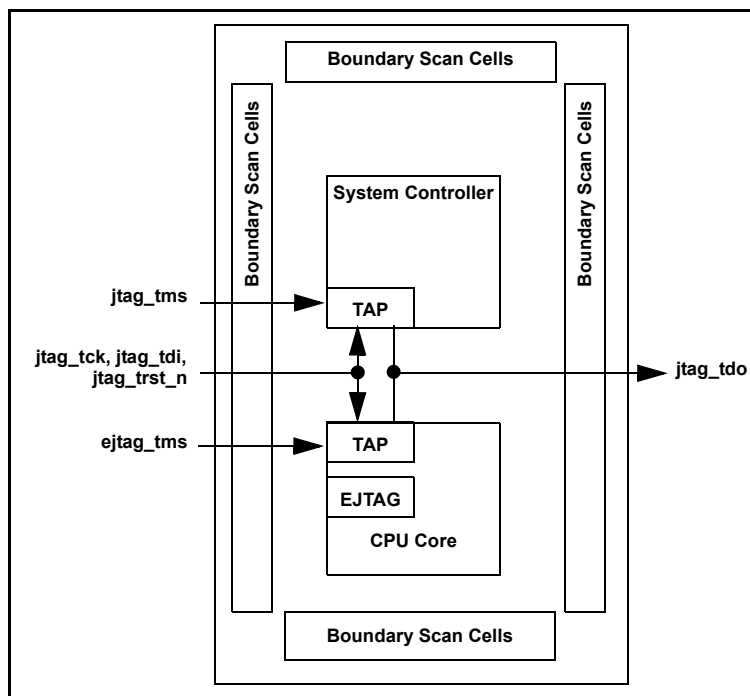 Boundary Scan Cells
Boundary Scan Cells
Boundary Scan Cells
System Controller
jtag_tms
TAP
jtag_tck, jtag_tdi,
jtag_trst_n
jtag_tdo
ejtag_tms
TAP
EJTAG
CPU Core
Boundary Scan Cells